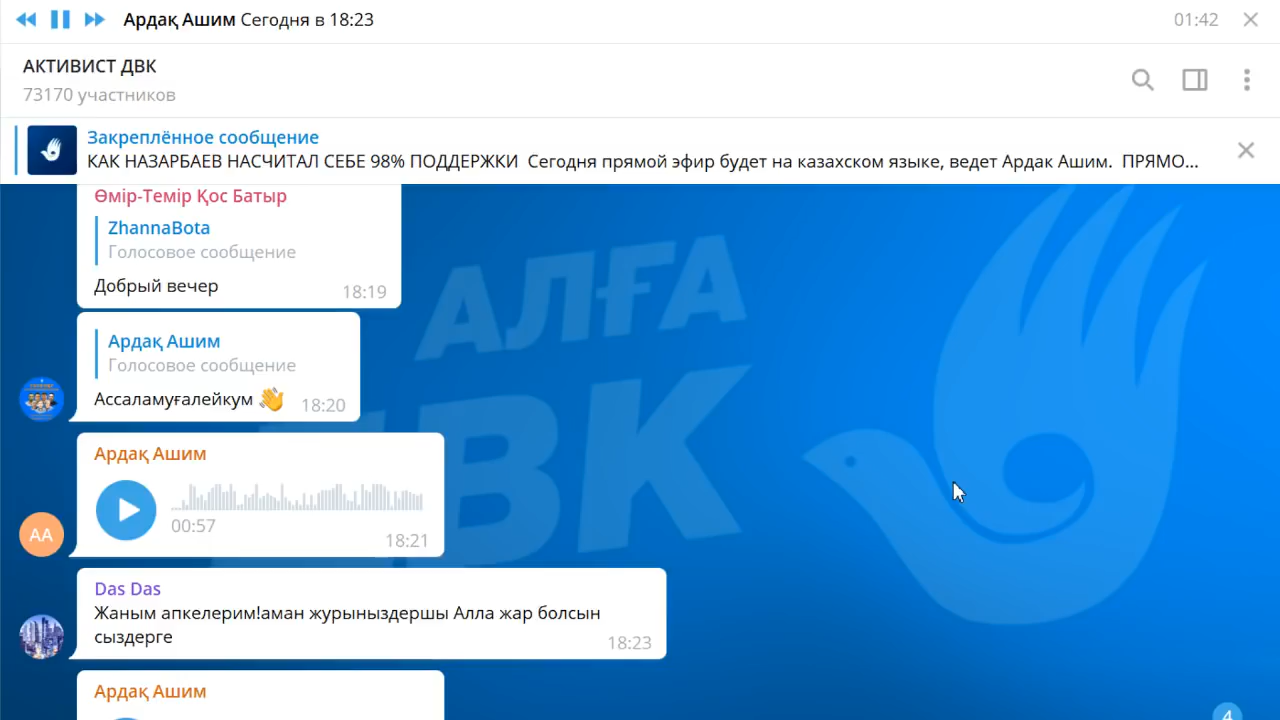 Ардақ Ашим Сегодня в 18:23
01:42
АКТИВИСТ ДВК
73170 участников
Закреплённое сообщение
КАК НАЗАРБАЕВ НАСЧИТАЛ СЕБЕ 98% ПОДДЕРЖКИ Сегодня прямой эфир будет на казахском языке, ведет Ардак Ашим. ПРЯМО...
Өмір-Темір Қос Батыр
ZhannaBota
Голосовое сообщение
Добрый вечер
18:19
АЛҒА
ДВК
Ардақ Ашим
Голосовое сообщение
Ассаламуғалейкум 👋
18:20
Ардақ Ашим
00:57
18:21
АА
Das Das
Жаным апкелерим!аман журыныздершы Алла жар болсын
сыздерге
18:23
Ардақ Ашим
4